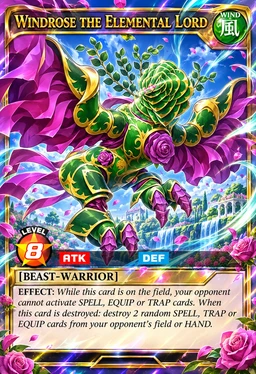 WINDROSE THE ELEMENTAL LORD
WIND
風
LEVEL
8
ATK
DEF
[BEAST-WARRIOR]
EFFECT: While this card is on the field, your opponent
cannot activate SPELL, EQUIP or TRAP cards. When
this card is destroyed: destroy 2 random SPELL, TRAP or
EQUIP cards from your opponent's field or HAND.